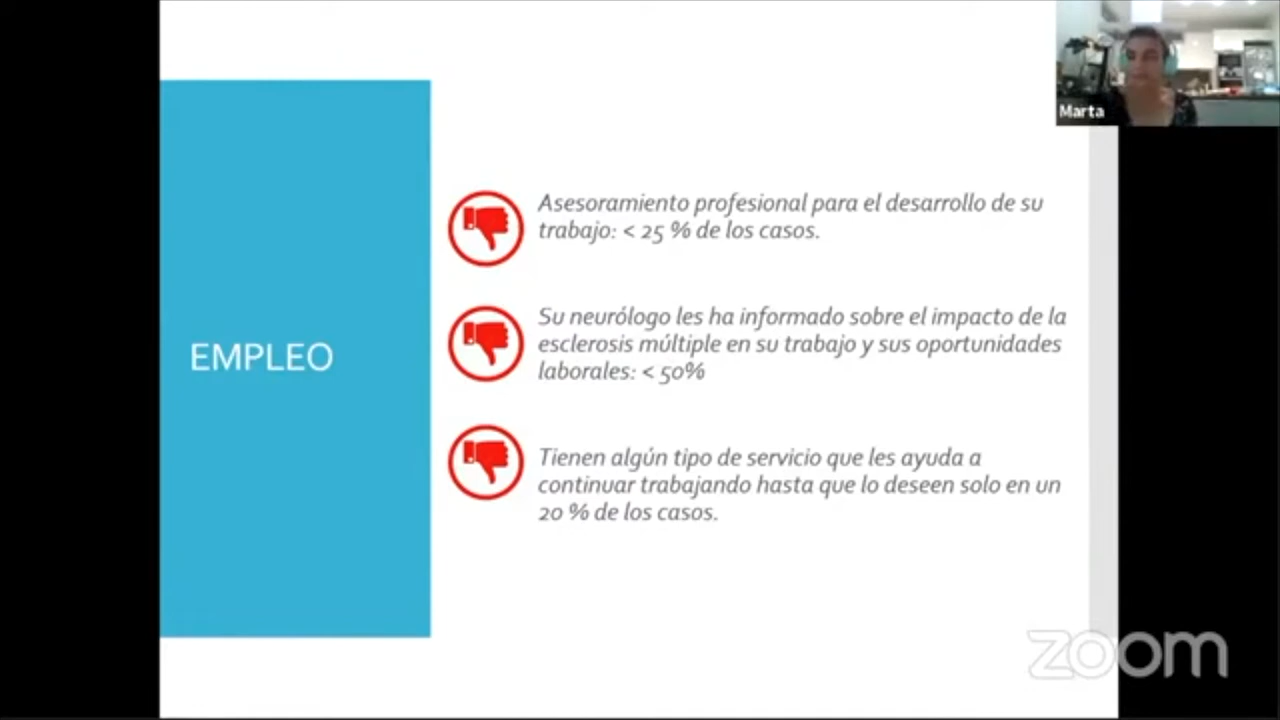 Marta
EMPLEO
Asesoramiento profesional para el desarrollo de su
trabajo: < 25 % de los casos.
Su neurólogo les ha informado sobre el impacto de la
esclerosis múltiple en su trabajo y sus oportunidades
laborales: < 50%
Tienen algún tipo de servicio que les ayuda a
continuar trabajando hasta que lo deseen solo en un
20 % de los casos.
zoom